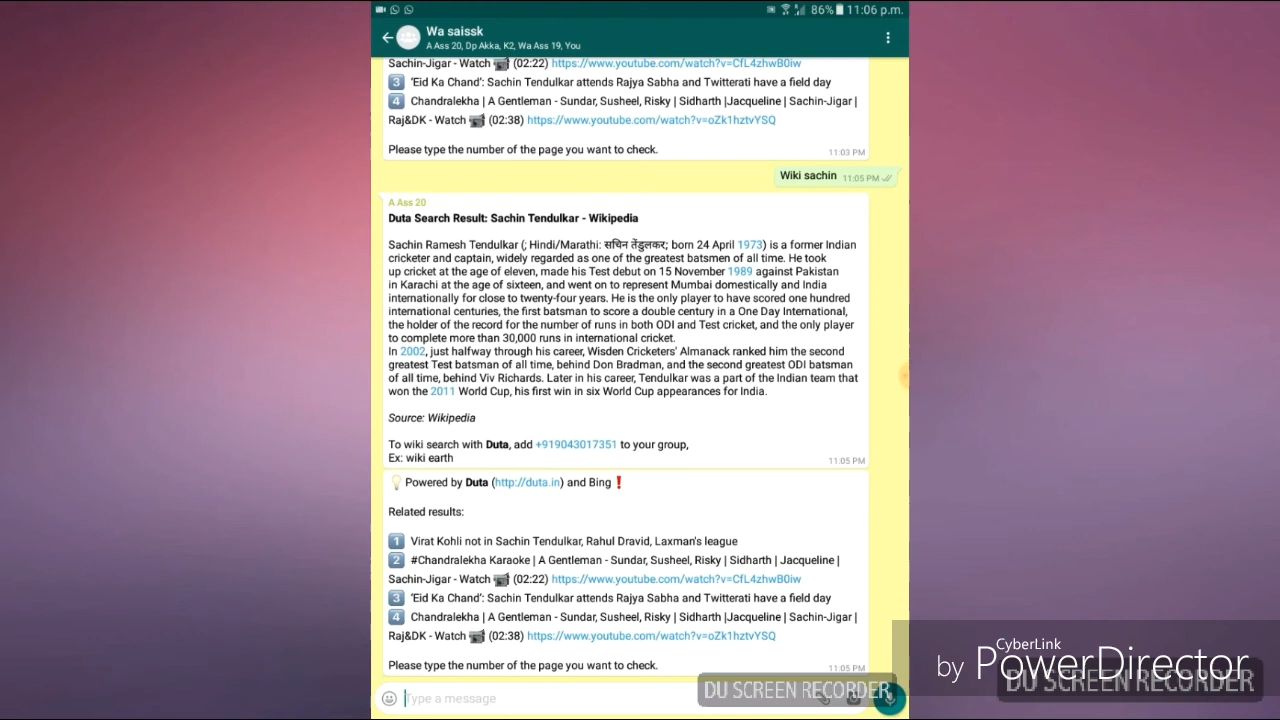 86% 11:06 p.m.
Wa saissk
A Ass 20, Dp Akka, K2, Wa Ass 19, You
Sachin-Jigar - Watch 📹 (02:22) https://www.youtube.com/watch?v=CfL4zhwB0iw
3 ‘Eid Ka Chand’: Sachin Tendulkar attends Rajya Sabha and Twitterati have a field day
4 Chandralekha | A Gentleman - Sundar, Susheel, Risky | Sidharth |Jacqueline | Sachin-Jigar |
Raj&DK - Watch 📹 (02:38) https://www.youtube.com/watch?v=oZk1hztvYSQ
Please type the number of the page you want to check.
11:03 PM
Wiki sachin 11:05 PM
A Ass 20
Duta Search Result: Sachin Tendulkar - Wikipedia
Sachin Ramesh Tendulkar (; Hindi/Marathi: सचिन तेंडुलकर; born 24 April 1973) is a former Indian
cricketer and captain, widely regarded as one of the greatest batsmen of all time. He took
up cricket at the age of eleven, made his Test debut on 15 November 1989 against Pakistan
in Karachi at the age of sixteen, and went on to represent Mumbai domestically and India
internationally for close to twenty-four years. He is the only player to have scored one hundred
international centuries, the first batsman to score a double century in a One Day International,
the holder of the record for the number of runs in both ODI and Test cricket, and the only player
to complete more than 30,000 runs in international cricket.
In 2002, just halfway through his career, Wisden Cricketers' Almanack ranked him the second
greatest Test batsman of all time, behind Don Bradman, and the second greatest ODI batsman
of all time, behind Viv Richards. Later in his career, Tendulkar was a part of the Indian team that
won the 2011 World Cup, his first win in six World Cup appearances for India.
Source: Wikipedia
To wiki search with Duta, add +919043017351 to your group,
Ex: wiki earth
11:05 PM
💡 Powered by Duta (http://duta.in) and Bing ❗
Related results:
1 Virat Kohli not in Sachin Tendulkar, Rahul Dravid, Laxman's league
2 #Chandralekha Karaoke | A Gentleman - Sundar, Susheel, Risky | Sidharth | Jacqueline |
Sachin-Jigar - Watch 📹 (02:22) https://www.youtube.com/watch?v=CfL4zhwB0iw
3 ‘Eid Ka Chand’: Sachin Tendulkar attends Rajya Sabha and Twitterati have a field day
4 Chandralekha | A Gentleman - Sundar, Susheel, Risky | Sidharth |Jacqueline | Sachin-Jigar |
Raj&DK - Watch 📹 (02:38) https://www.youtube.com/watch?v=oZk1hztvYSQ
Please type the number of the page you want to check.
11:05 PM
Type a message
DU SCREEN RECORDER
CyberLink
by PowerDirector
DU SCREEN RECORDER